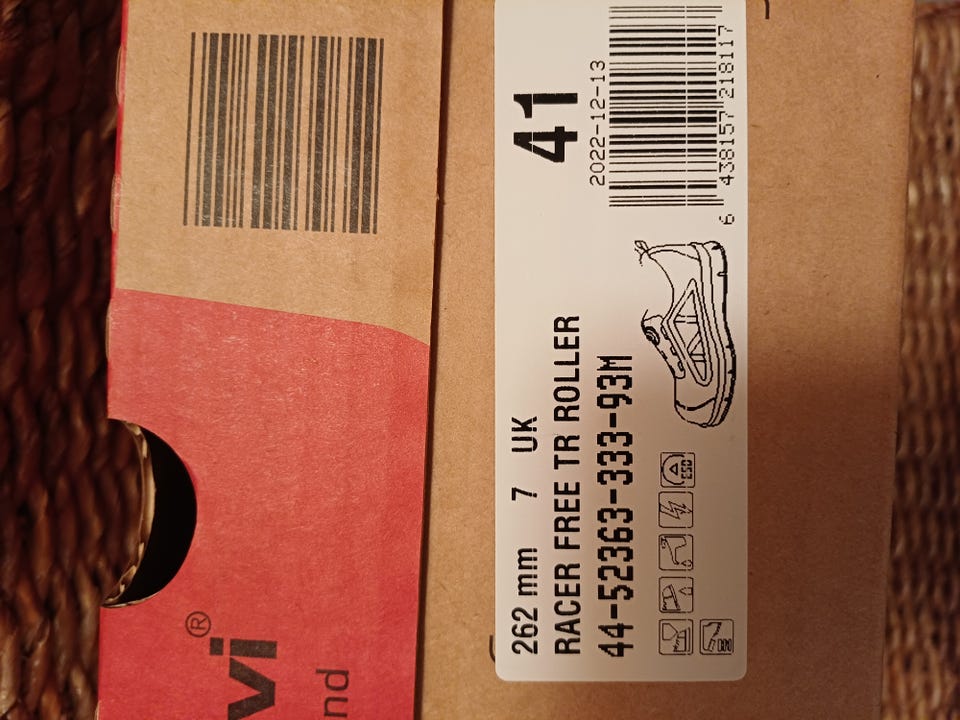 vi®
nd
262 mm 7 UK
41
RACER FREE TR ROLLER
2022-12-13
44-52363-333-93M
ESD
6 438157 218117